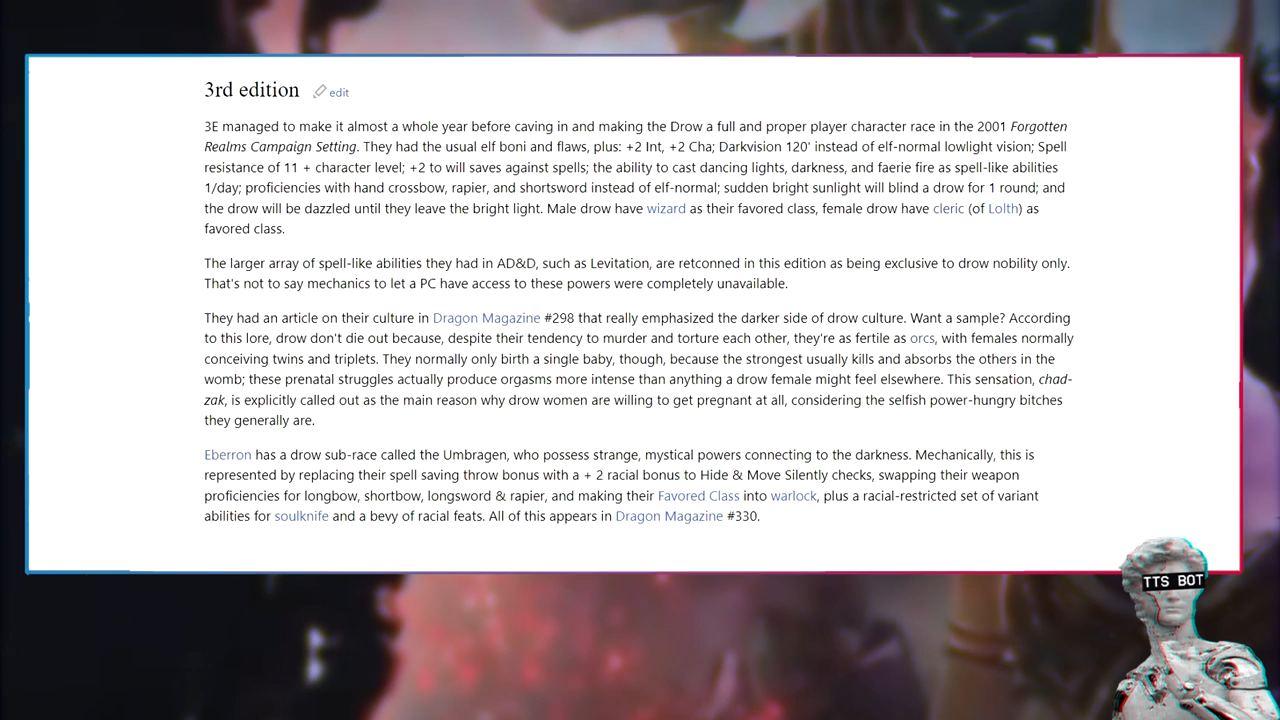 3rd edition edit
3E managed to make it almost a whole year before caving in and making the Drow a full and proper player character race in the 2001 Forgotten
Realms Campaign Setting. They had the usual elf boni and flaws, plus: +2 Int, +2 Cha; Darkvision 120' instead of elf-normal lowlight vision; Spell
resistance of 11 + character level; +2 to will saves against spells; the ability to cast dancing lights, darkness, and faerie fire as spell-like abilities
1/day; proficiencies with hand crossbow, rapier, and shortsword instead of elf-normal; sudden bright sunlight will blind a drow for 1 round; and
the drow will be dazzled until they leave the bright light. Male drow have wizard as their favored class, female drow have cleric (of Lolth) as
favored class.
The larger array of spell-like abilities they had in AD&D, such as Levitation, are retconned in this edition as being exclusive to drow nobility only.
That's not to say mechanics to let a PC have access to these powers were completely unavailable.
They had an article on their culture in Dragon Magazine #298 that really emphasized the darker side of drow culture. Want a sample? According
to this lore, drow don't die out because, despite their tendency to murder and torture each other, they're as fertile as orcs, with females normally
conceiving twins and triplets. They normally only birth a single baby, though, because the strongest usually kills and absorbs the others in the
womb; these prenatal struggles actually produce orgasms more intense than anything a drow female might feel elsewhere. This sensation, chad-
zak, is explicitly called out as the main reason why drow women are willing to get pregnant at all, considering the selfish power-hungry bitches
they generally are.
Eberron has a drow sub-race called the Umbragen, who possess strange, mystical powers connecting to the darkness. Mechanically, this is
represented by replacing their spell saving throw bonus with a + 2 racial bonus to Hide & Move Silently checks, swapping their weapon
proficiencies for longbow, shortbow, longsword & rapier, and making their Favored Class into warlock, plus a racial-restricted set of variant
abilities for soulknife and a bevy of racial feats. All of this appears in Dragon Magazine #330.
TTS BOT